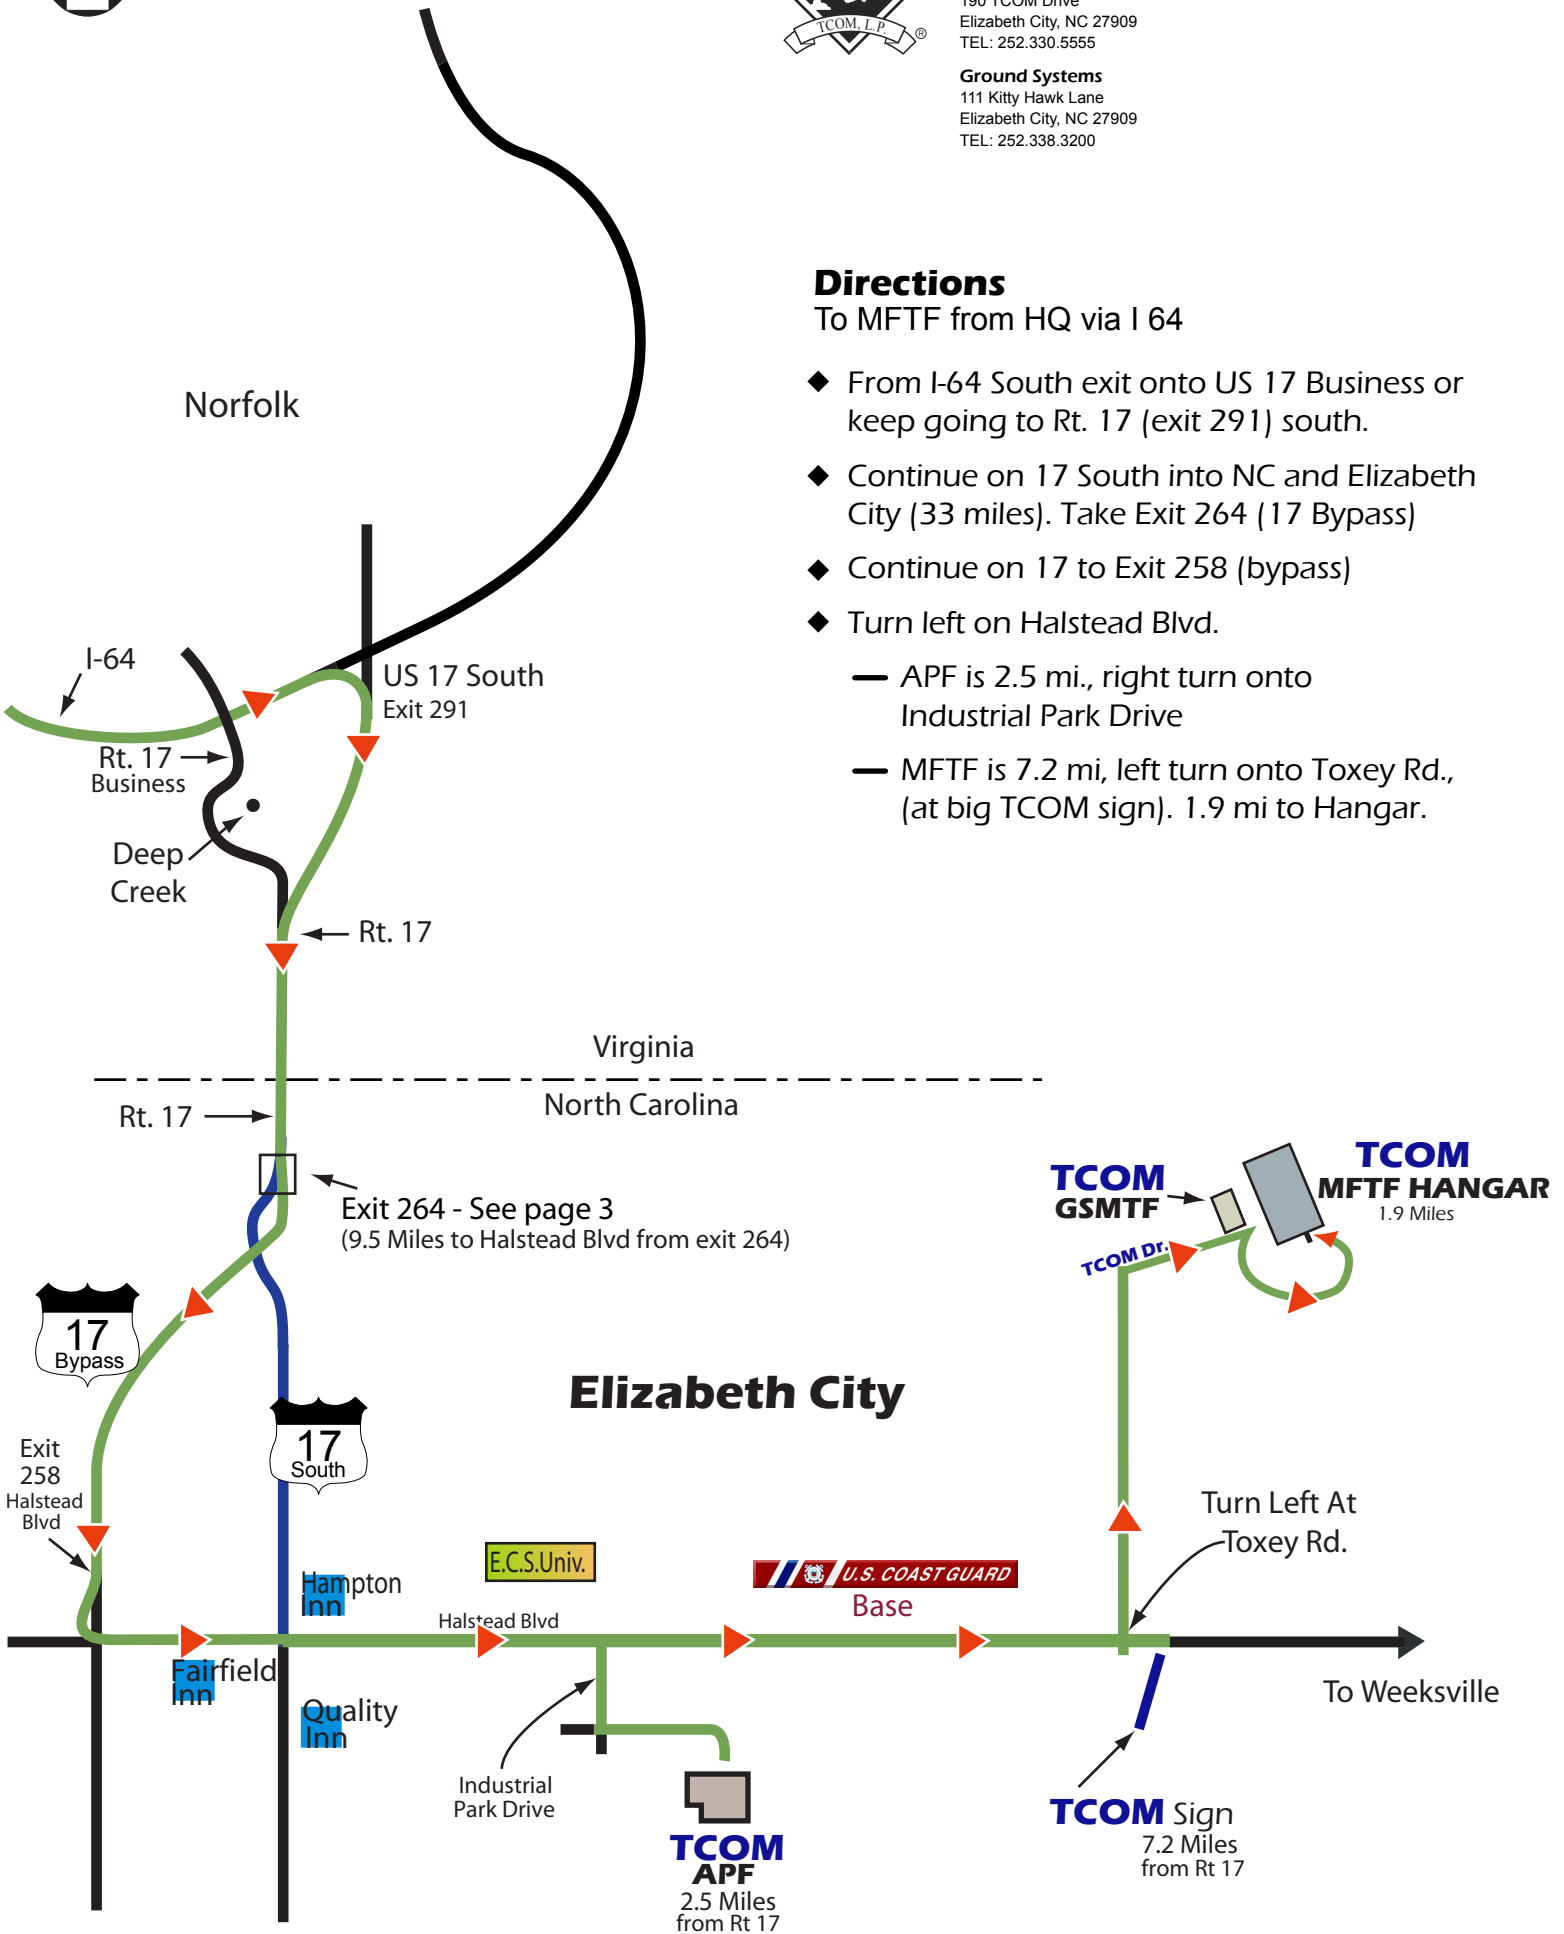 TCOM, L.P.
®
190 TCOM Drive
Elizabeth City, NC 27909
TEL: 252.330.5555
Ground Systems
111 Kitty Hawk Lane
Elizabeth City, NC 27909
TEL: 252.338.3200
Directions
To MFTF from HQ via I 64
From I-64 South exit onto US 17 Business or
keep going to Rt. 17 (exit 291) south.
Continue on 17 South into NC and Elizabeth
City (33 miles). Take Exit 264 (17 Bypass)
Continue on 17 to Exit 258 (bypass)
Turn left on Halstead Blvd.
— APF is 2.5 mi., right turn onto
Industrial Park Drive
— MFTF is 7.2 mi, left turn onto Toxey Rd.,
(at big TCOM sign). 1.9 mi to Hangar.
Norfolk
I-64
US 17 South
Exit 291
Rt. 17
Business
Deep
Creek
Rt. 17
Virginia
North Carolina
Rt. 17
Exit 264 - See page 3
(9.5 Miles to Halstead Blvd from exit 264)
TCOM
GSMTF
TCOM
MFTF HANGAR
1.9 Miles
TCOM Dr.
17
Bypass
17
South
Elizabeth City
Exit
258
Halstead
Blvd
Turn Left At
Toxey Rd.
E.C.S.Univ.
U.S. COAST GUARD
Base
Hampton
Inn
Halstead Blvd
Fairfield
Inn
Quality
Inn
To Weeksville
Industrial
Park Drive
TCOM
APF
2.5 Miles
from Rt 17
TCOM Sign
7.2 Miles
from Rt 17